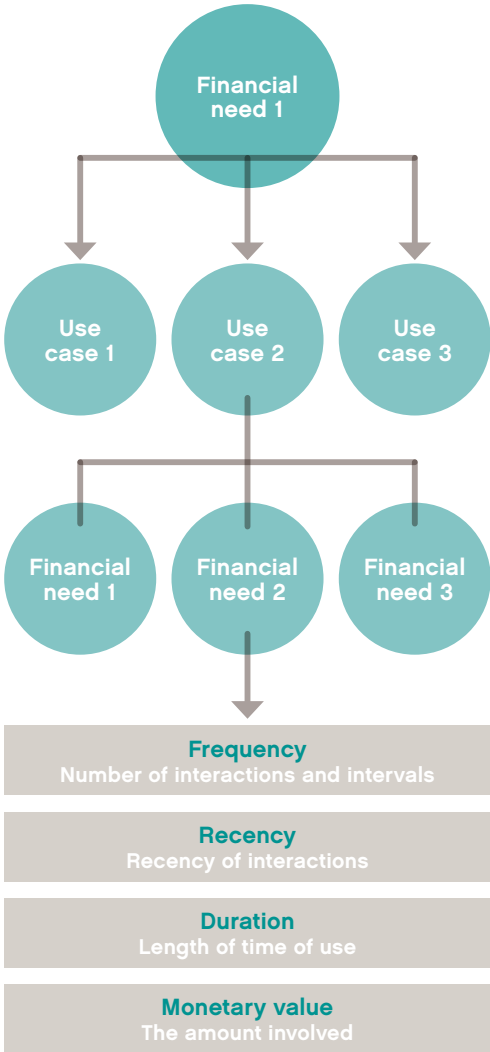 Financial
need 1
Use
case 1
Use
case 2
Use
case 3
Financial
need 1
Financial
need 2
Financial
need 3
Frequency
Number of interactions and intervals
Recency
Recency of interactions
Duration
Length of time of use
Monetary value
The amount involved